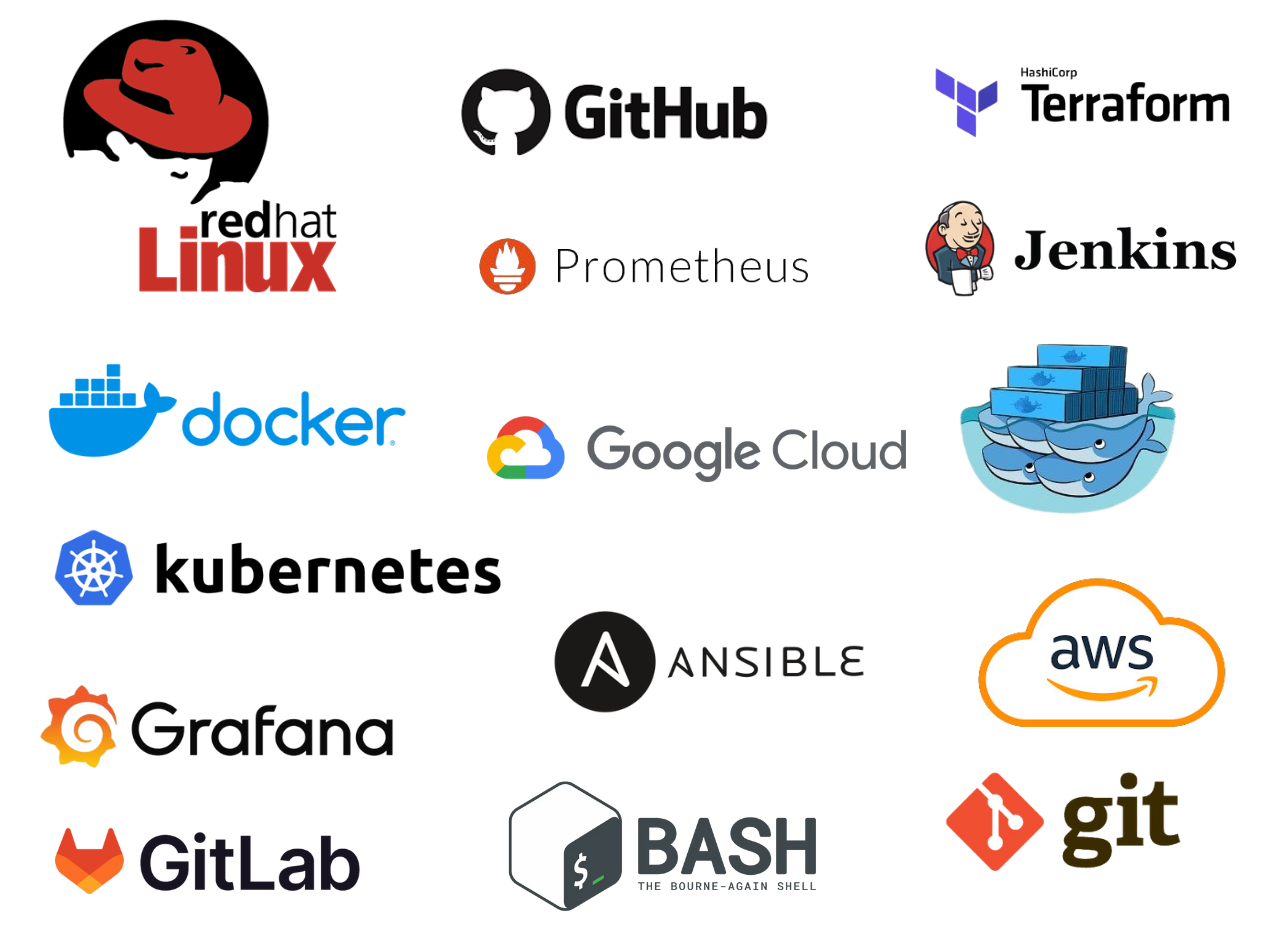 redhat
Linux
GitHub
HashiCorp
Terraform
Prometheus
Jenkins
docker®
Google Cloud
kubernetes
ANSIBLE
aws
Grafana
GitLab
$_
BASH
THE BOURNE-AGAIN SHELL
git